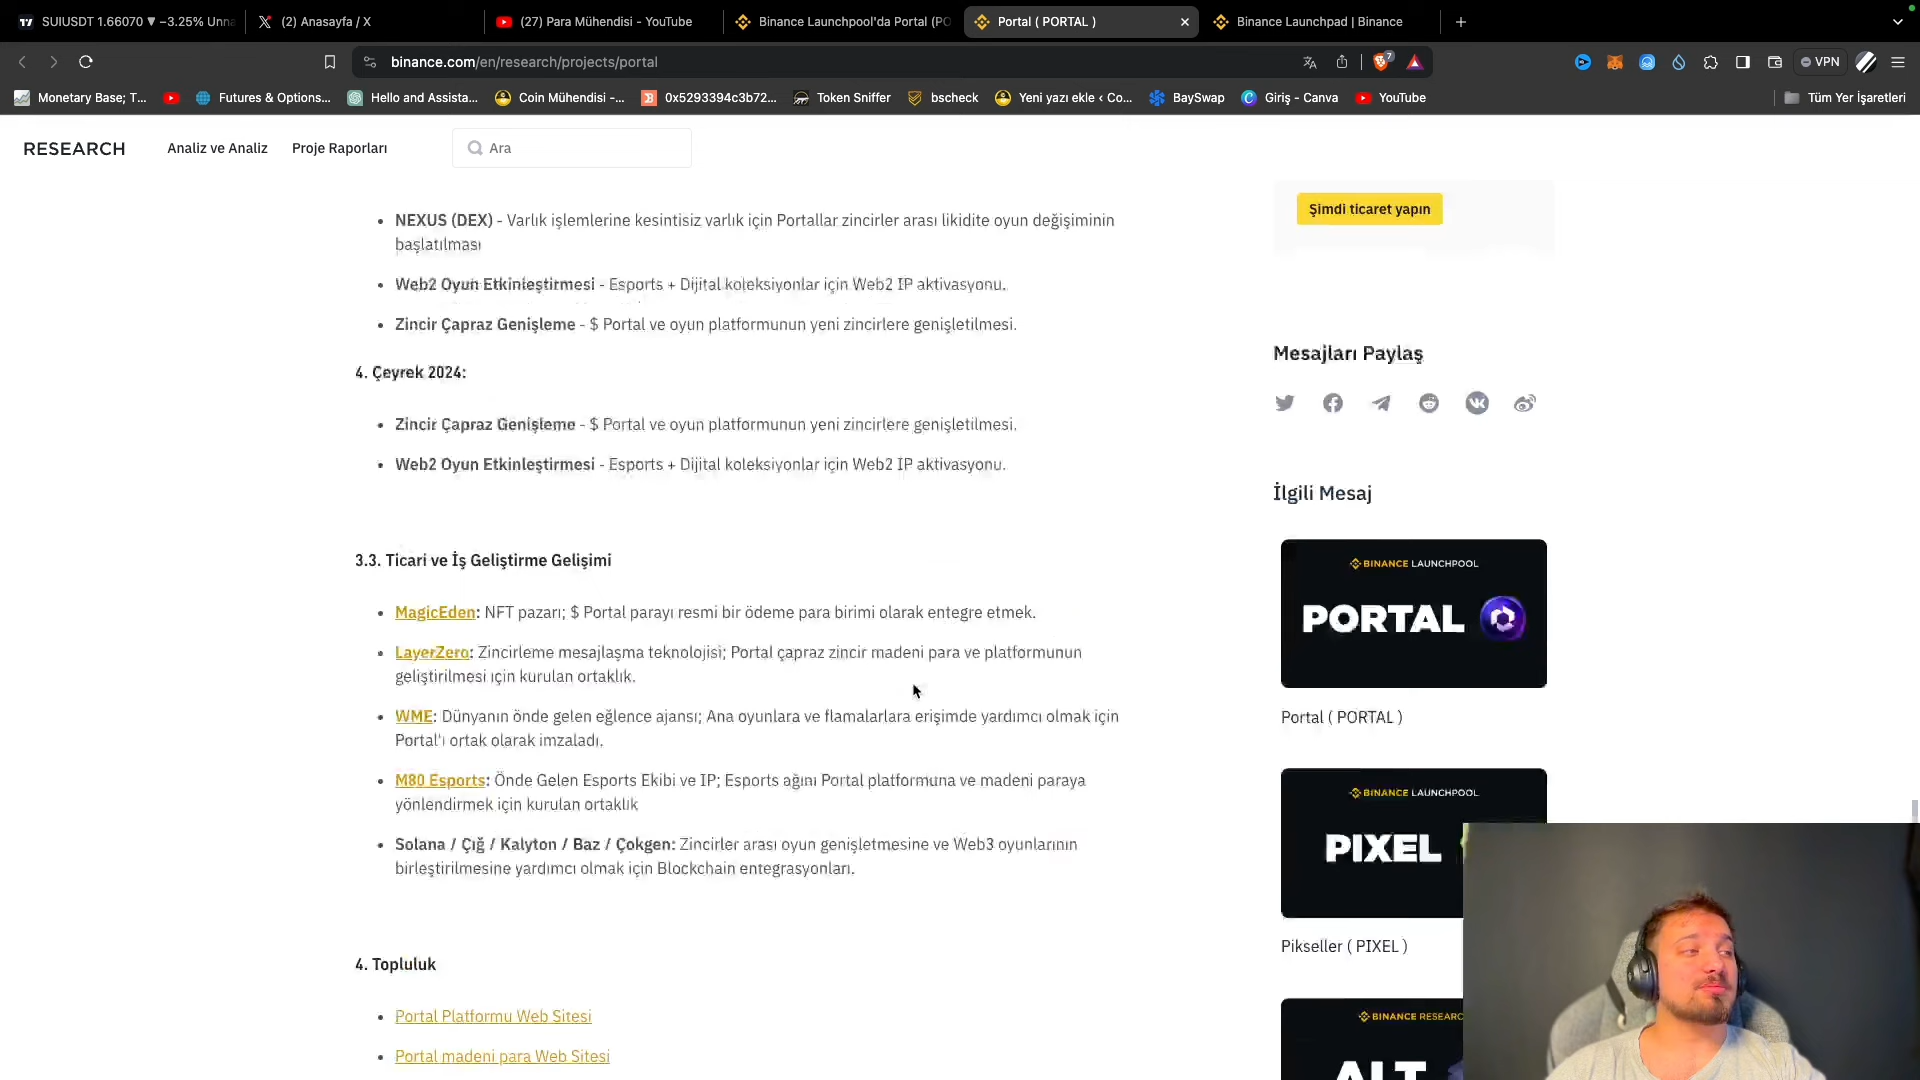 SUIUSDT 1.66070 ▼ −3.25% Unna
(2) Anasayfa / X
(27) Para Mühendisi - YouTube
Binance Launchpool'da Portal (PO
Portal ( PORTAL )
Binance Launchpad | Binance
binance.com/en/research/projects/portal
7
VPN
Monetary Base; T...
Futures & Options...
Hello and Assista...
Coin Mühendisi -...
0x5293394c3b72...
Token Sniffer
bscheck
Yeni yazı ekle ‹ Co...
BaySwap
Giriş - Canva
YouTube
Tüm Yer İşaretleri
RESEARCH
Analiz ve Analiz
Proje Raporları
Ara
NEXUS (DEX) - Varlık işlemlerine kesintisiz varlık için Portallar zincirler arası likidite oyun değişiminin
başlatılması
Web2 Oyun Etkinleştirmesi - Esports + Dijital koleksiyonlar için Web2 IP aktivasyonu.
Zincir Çapraz Genişleme - $ Portal ve oyun platformunun yeni zincirlere genişletilmesi.
4. Çeyrek 2024:
Zincir Çapraz Genişleme - $ Portal ve oyun platformunun yeni zincirlere genişletilmesi.
Web2 Oyun Etkinleştirmesi - Esports + Dijital koleksiyonlar için Web2 IP aktivasyonu.
3.3. Ticari ve İş Geliştirme Gelişimi
MagicEden: NFT pazarı; $ Portal parayı resmi bir ödeme para birimi olarak entegre etmek.
LayerZero: Zincirleme mesajlaşma teknolojisi; Portal çapraz zincir madeni para ve platformunun
geliştirilmesi için kurulan ortaklık.
WME: Dünyanın önde gelen eğlence ajansı; Ana oyunlara ve flamalarlara erişimde yardımcı olmak için
Portal'ı ortak olarak imzaladı.
M80 Esports: Önde Gelen Esports Ekibi ve IP; Esports ağını Portal platformuna ve madeni paraya
yönlendirmek için kurulan ortaklık
Solana / Çığ / Kalyton / Baz / Çokgen: Zincirler arası oyun genişletmesine ve Web3 oyunlarının
birleştirilmesine yardımcı olmak için Blockchain entegrasyonları.
4. Topluluk
Portal Platformu Web Sitesi
Portal madeni para Web Sitesi
Şimdi ticaret yapın
Mesajları Paylaş
İlgili Mesaj
BINANCE LAUNCHPOOL
PORTAL
Portal ( PORTAL )
BINANCE LAUNCHPOOL
PIXEL
Pikseller ( PIXEL )
BINANCE RESEARC
ALT